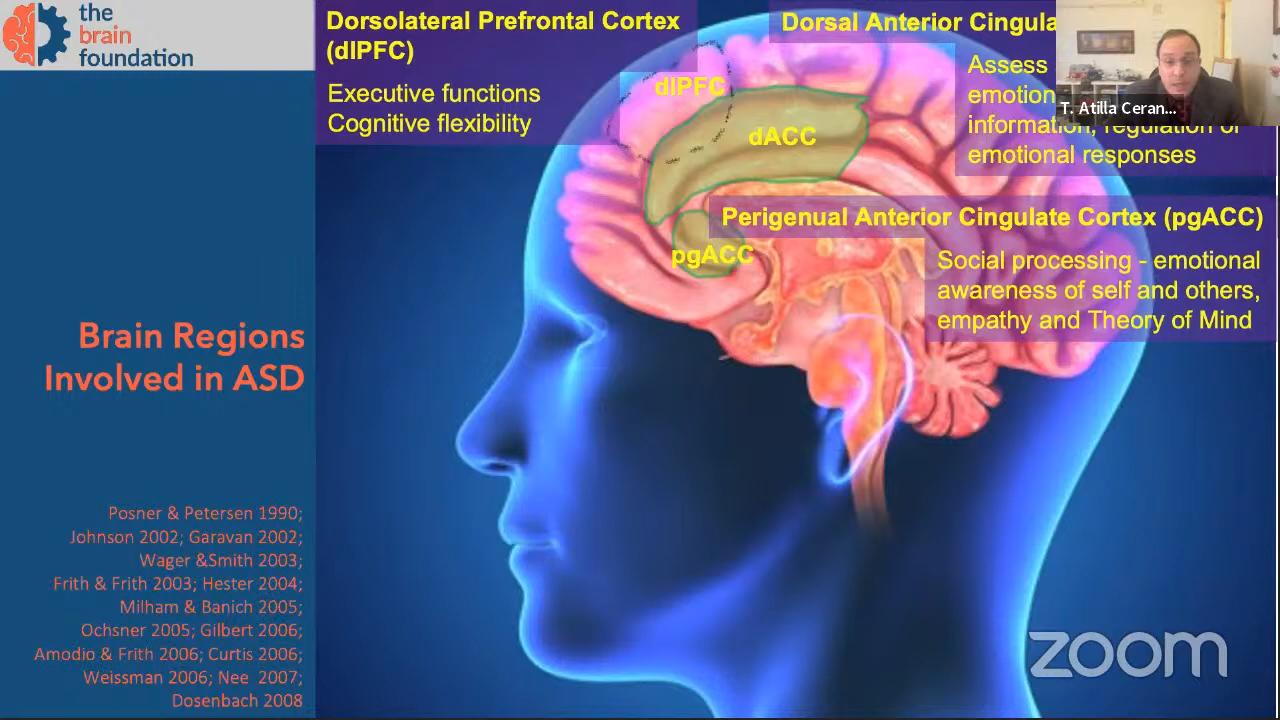 the
brain
foundation
Brain Regions
Involved in ASD
Posner & Petersen 1990;
Johnson 2002; Garavan 2002;
Wager &Smith 2003;
Frith & Frith 2003; Hester 2004;
Milham & Banich 2005;
Ochsner 2005; Gilbert 2006;
Amodio & Frith 2006; Curtis 2006;
Weissman 2006; Nee 2007;
Dosenbach 2008
Dorsolateral Prefrontal Cortex
(dlPFC)
Executive functions
Cognitive flexibility
dlPFC
dACC
pgACC
Dorsal Anterior Cingula
Assess
emotion
information, regulation of
emotional responses
T. Atilla Ceran...
Perigenual Anterior Cingulate Cortex (pgACC)
Social processing - emotional
awareness of self and others,
empathy and Theory of Mind
zoom